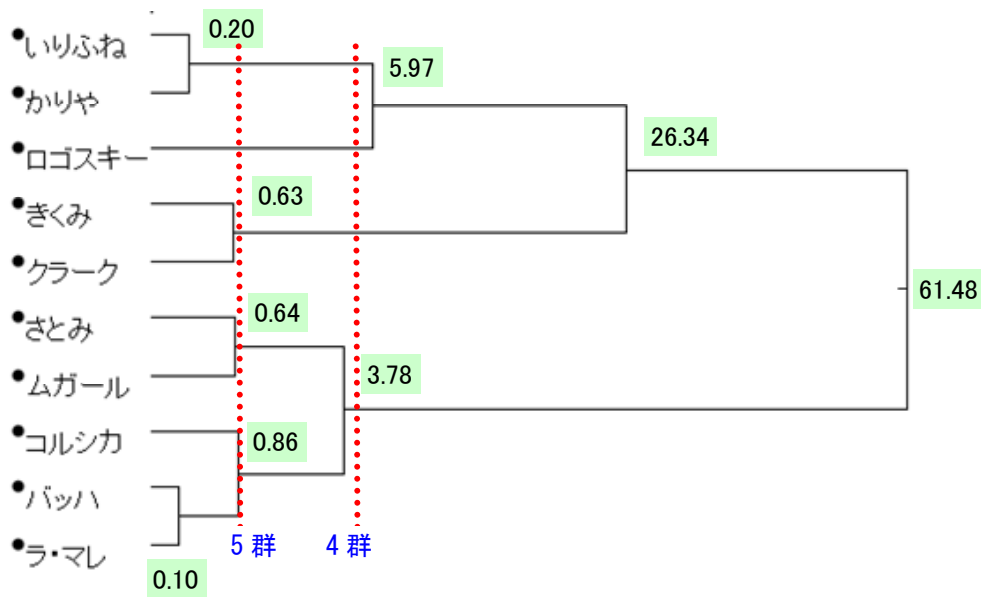 ●いりふね
0.20
5.97
●かりや
26.34
●ロゴスキー
●きくみ
0.63
●クラーク
61.48
●さとみ
0.64
●ムガール
3.78
●コルシカ
0.86
●バッハ
●ラ・マレ
5 群
4 群
0.10